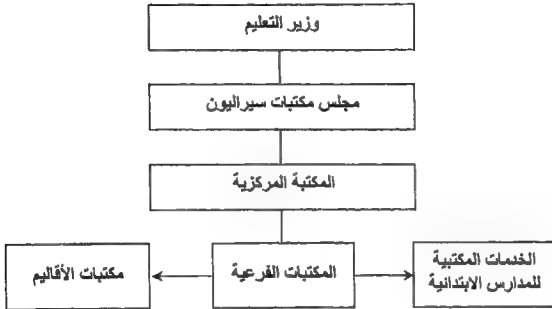 وزير التعليم
مجلس مكتبات سيراليون
المكتبة المركزية
الخدمات المكتبية
للمدارس الابتدائية
المكتبات الفرعية
مكتبات الأقاليم